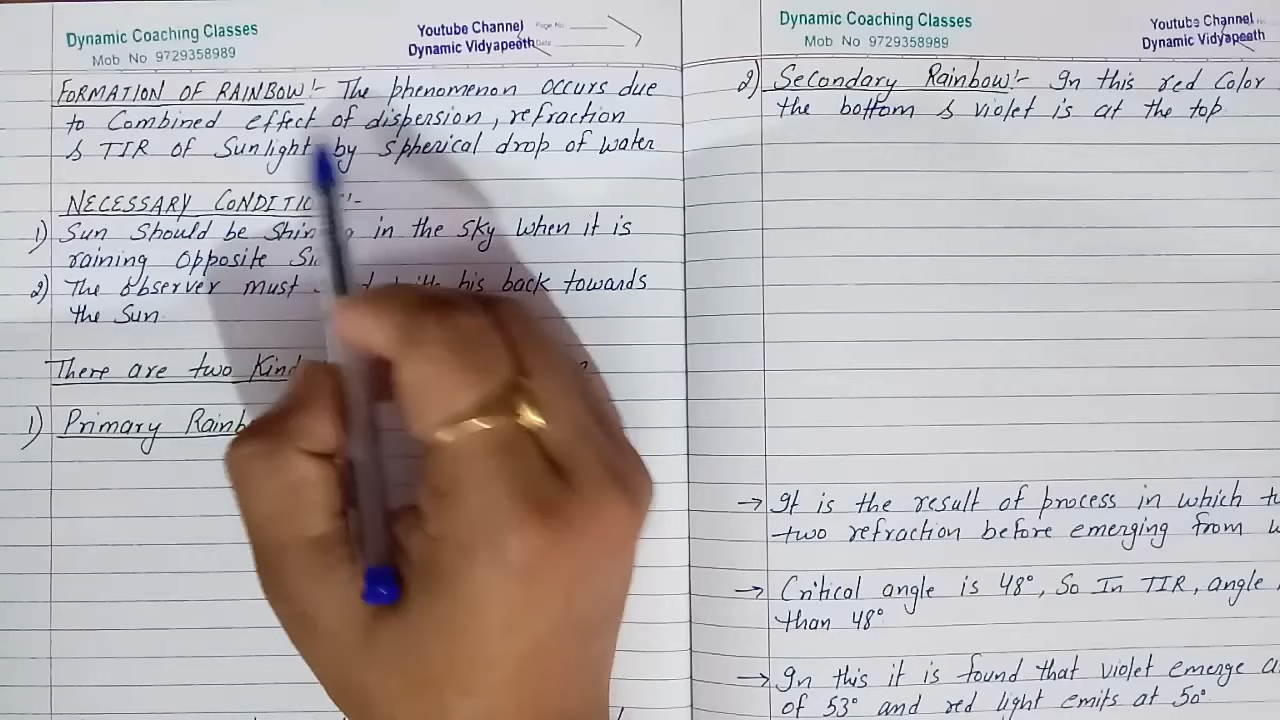 Dynamic Coaching Classes
Mob No 9729358989
Youtube Channel
Dynamic Vidyapeath
Page No
Date
FORMATION OF RAINBOW:- The phenomenon occurs due
to Combined effect of dispersion, refraction
& TIR of Sunlight by Spherical drop of water
NECESSARY
1) Sun Should be in the sky when it is
raining opposite
2) The observer must his back towards
the Sun
There are two
1) Primary
Dynamic Coaching Classes
Mob No 9729358989
Youtube Channel
Dynamic Vidyapeath
2) Secondary Rainbow:- In this red Color
the bottom & violet is at the top
→ It is the result of process in which
two refraction before emerging from
→ Critical angle is 48°, So In TIR, angle
than 48°
→ In this it is found that violet emerge
of 53° and red light emits at 50°